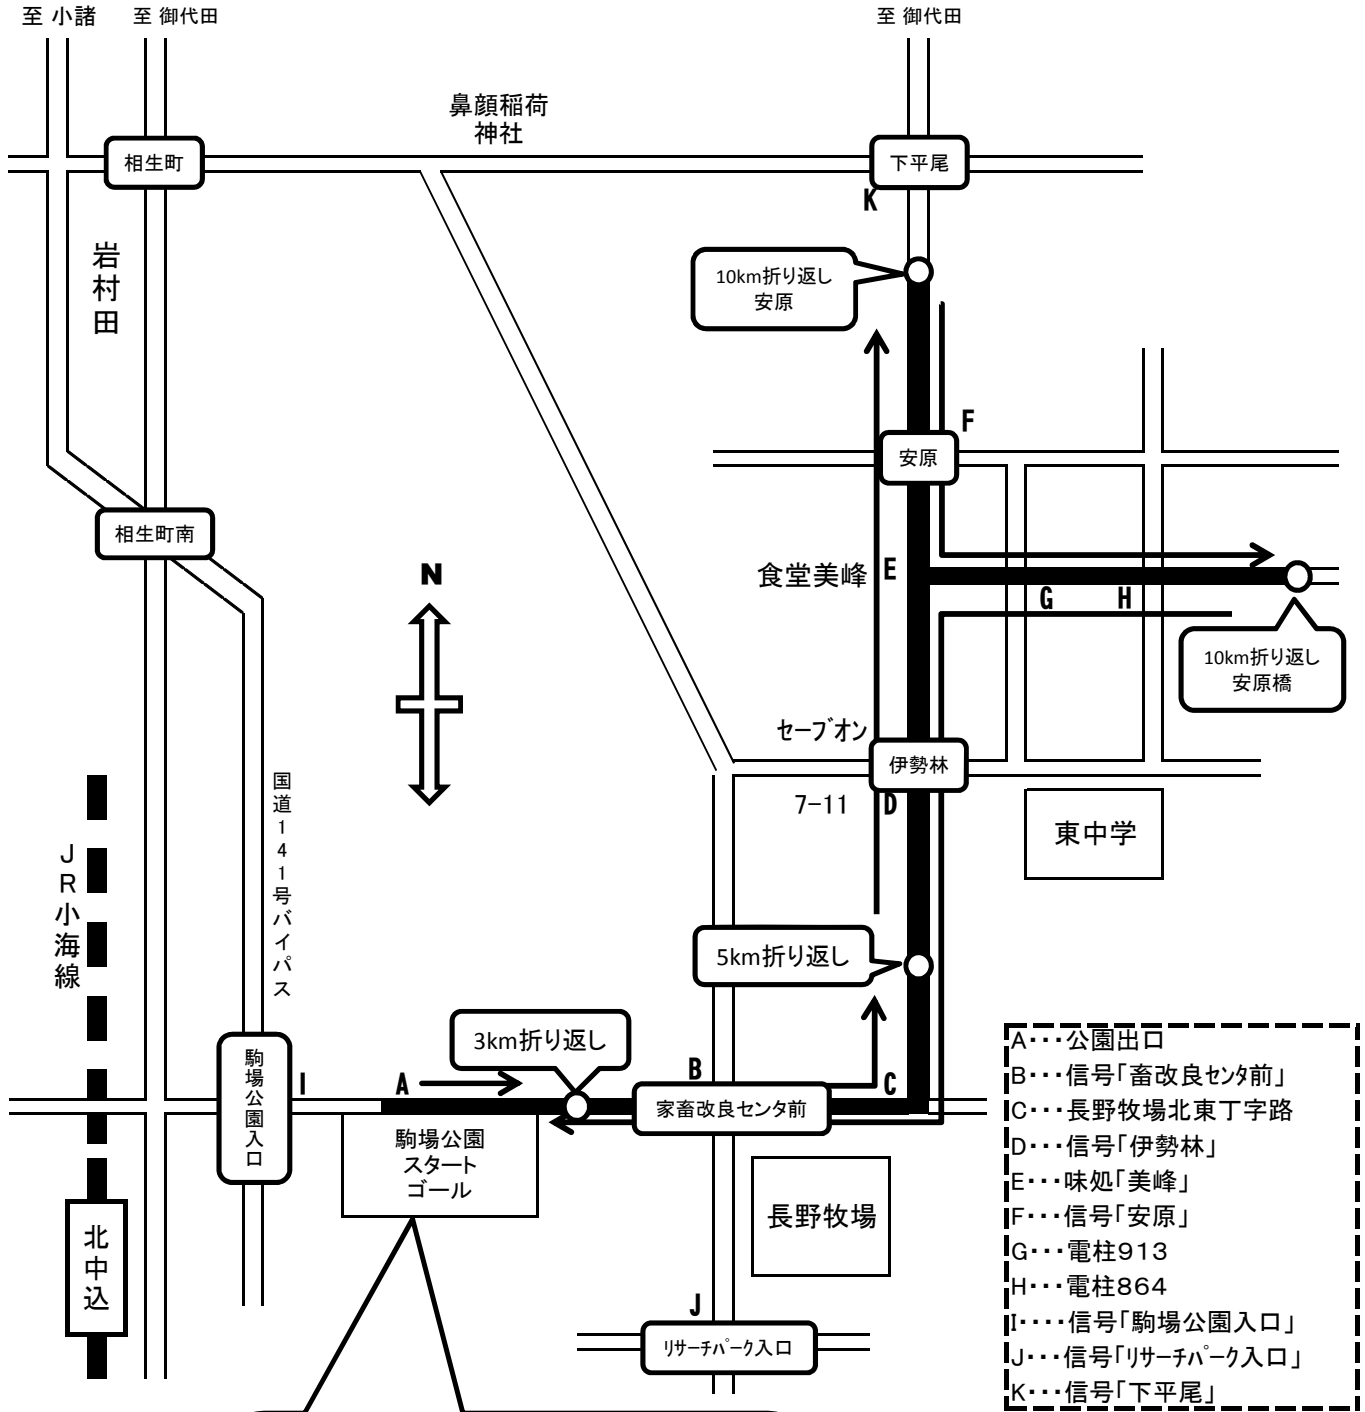 至 小諸
至 御代田
至 御代田
鼻顔稲荷
神社
相生町
下平尾
K
岩村田
10km折り返し
安原
F
安原
相生町南
N
食堂美峰
E
G
H
10km折り返し
安原橋
セーブオン
伊勢林
7-11
D
東中学
国道141号バイパス
JR小海線
5km折り返し
3km折り返し
駒場公園入口
I
A
B
C
家畜改良センタ前
駒場公園
スタート
ゴール
長野牧場
北中込
J
リサーチパーク入口
A・・・公園出口
B・・・信号「畜改良センタ前」
C・・・長野牧場北東丁字路
D・・・信号「伊勢林」
E・・・味処「美峰」
F・・・信号「安原」
G・・・電柱913
H・・・電柱864
I・・・・信号「駒場公園入口」
J・・・信号「リサーチパーク入口」
K・・・信号「下平尾」